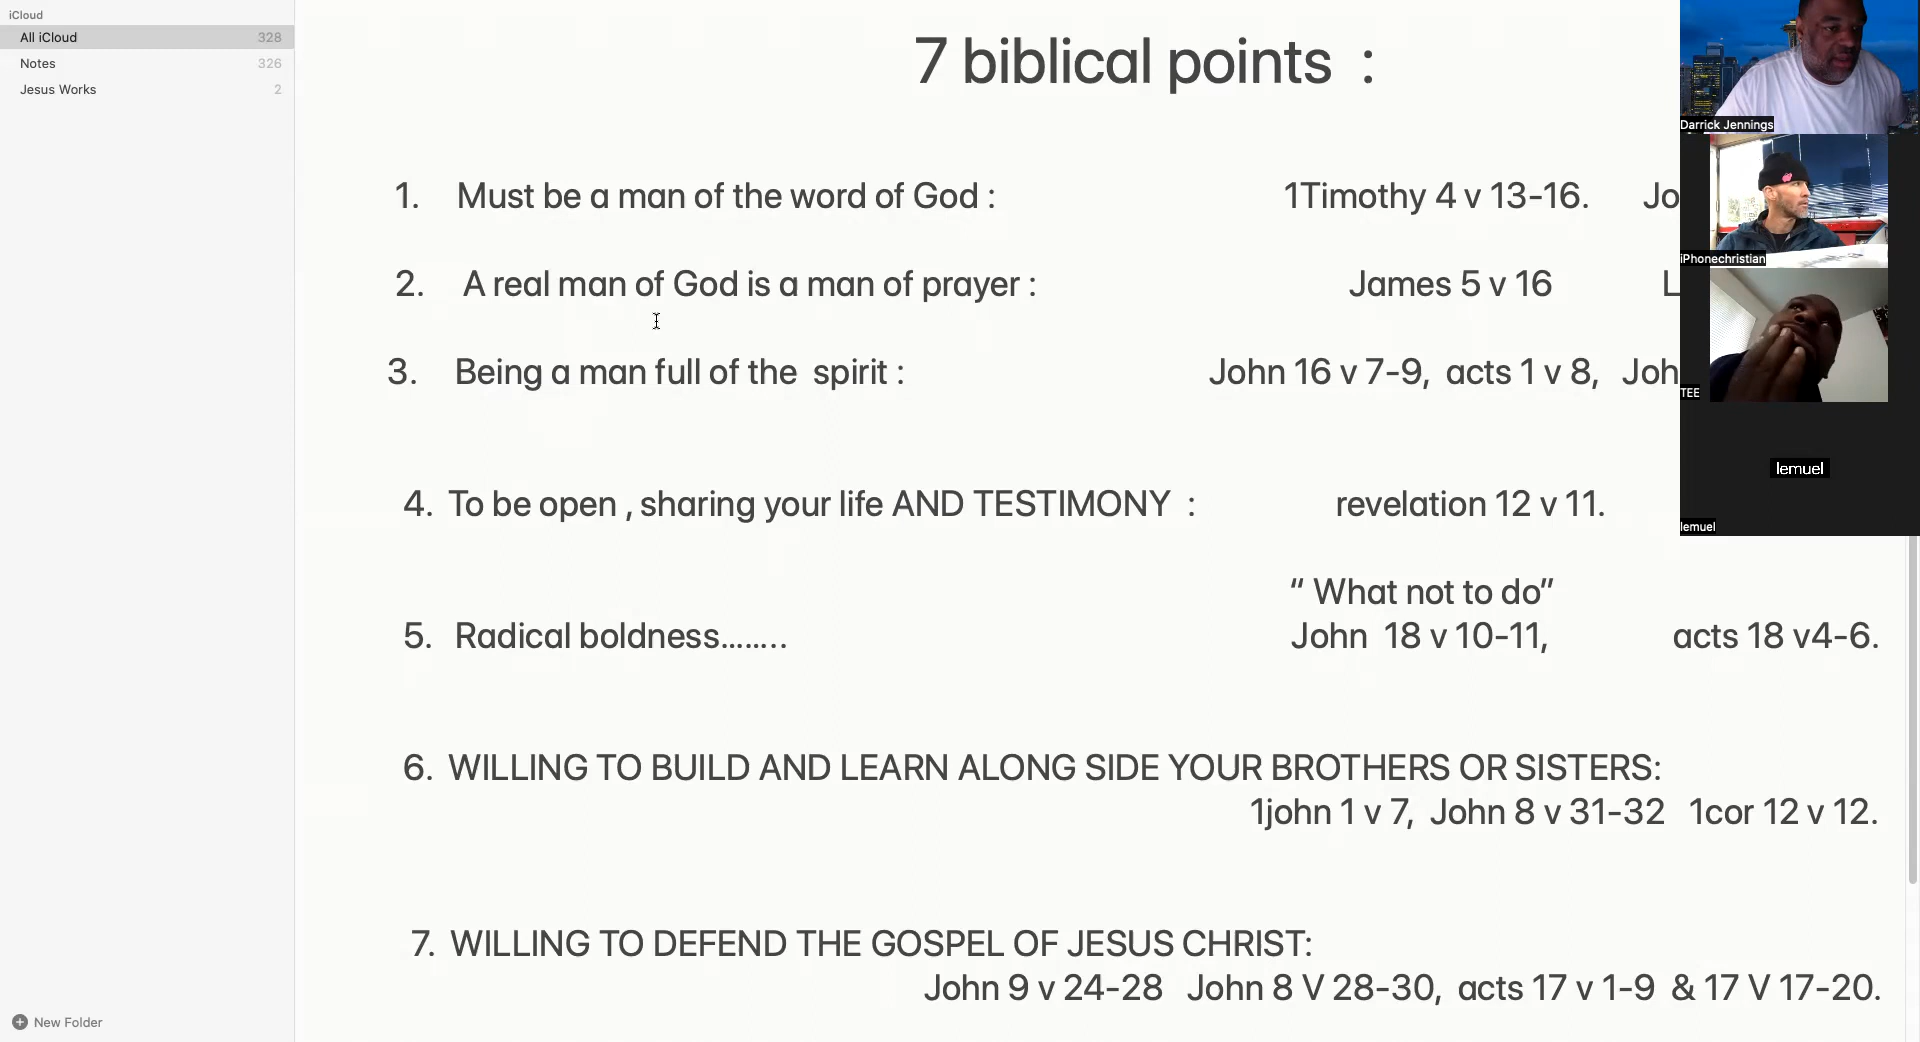 iCloud
All iCloud 328
Notes 326
Jesus Works 2
New Folder
7 biblical points :
1. Must be a man of the word of God : 1Timothy 4 v 13-16. Jo
2. A real man of God is a man of prayer : James 5 v 16 L
3. Being a man full of the spirit : John 16 v 7-9, acts 1 v 8, Joh
4. To be open , sharing your life AND TESTIMONY : revelation 12 v 11.
“ What not to do”
5. Radical boldness........ John 18 v 10-11, acts 18 v4-6.
6. WILLING TO BUILD AND LEARN ALONG SIDE YOUR BROTHERS OR SISTERS:
1john 1 v 7, John 8 v 31-32 1cor 12 v 12.
7. WILLING TO DEFEND THE GOSPEL OF JESUS CHRIST:
John 9 v 24-28 John 8 V 28-30, acts 17 v 1-9 & 17 V 17-20.
Darrick Jennings
iPhonechristian
TEE
lemuel
lemuel